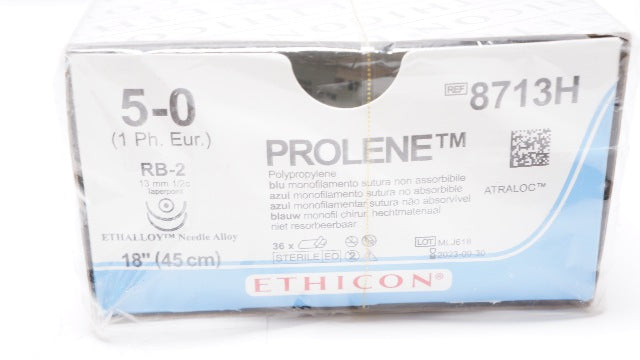 5-0
(1 Ph. Eur.)
RB-2
13 mm 1/2c
taperpoint
ETHALLOY™ Needle Alloy
18" (45 cm)
REF 8713H
PROLENE™
Polypropylene
blu monofilamento sutura non assorbibile
azul monofilamento sutura no absorbible
azul monofilamentar sutura não absorvível
blauw monofil chirur hechtmateriaal
niet resorbeerbaar
ATRALOC™
36 x
STERILE EO
LOT
2023-09-30
ETHICON®